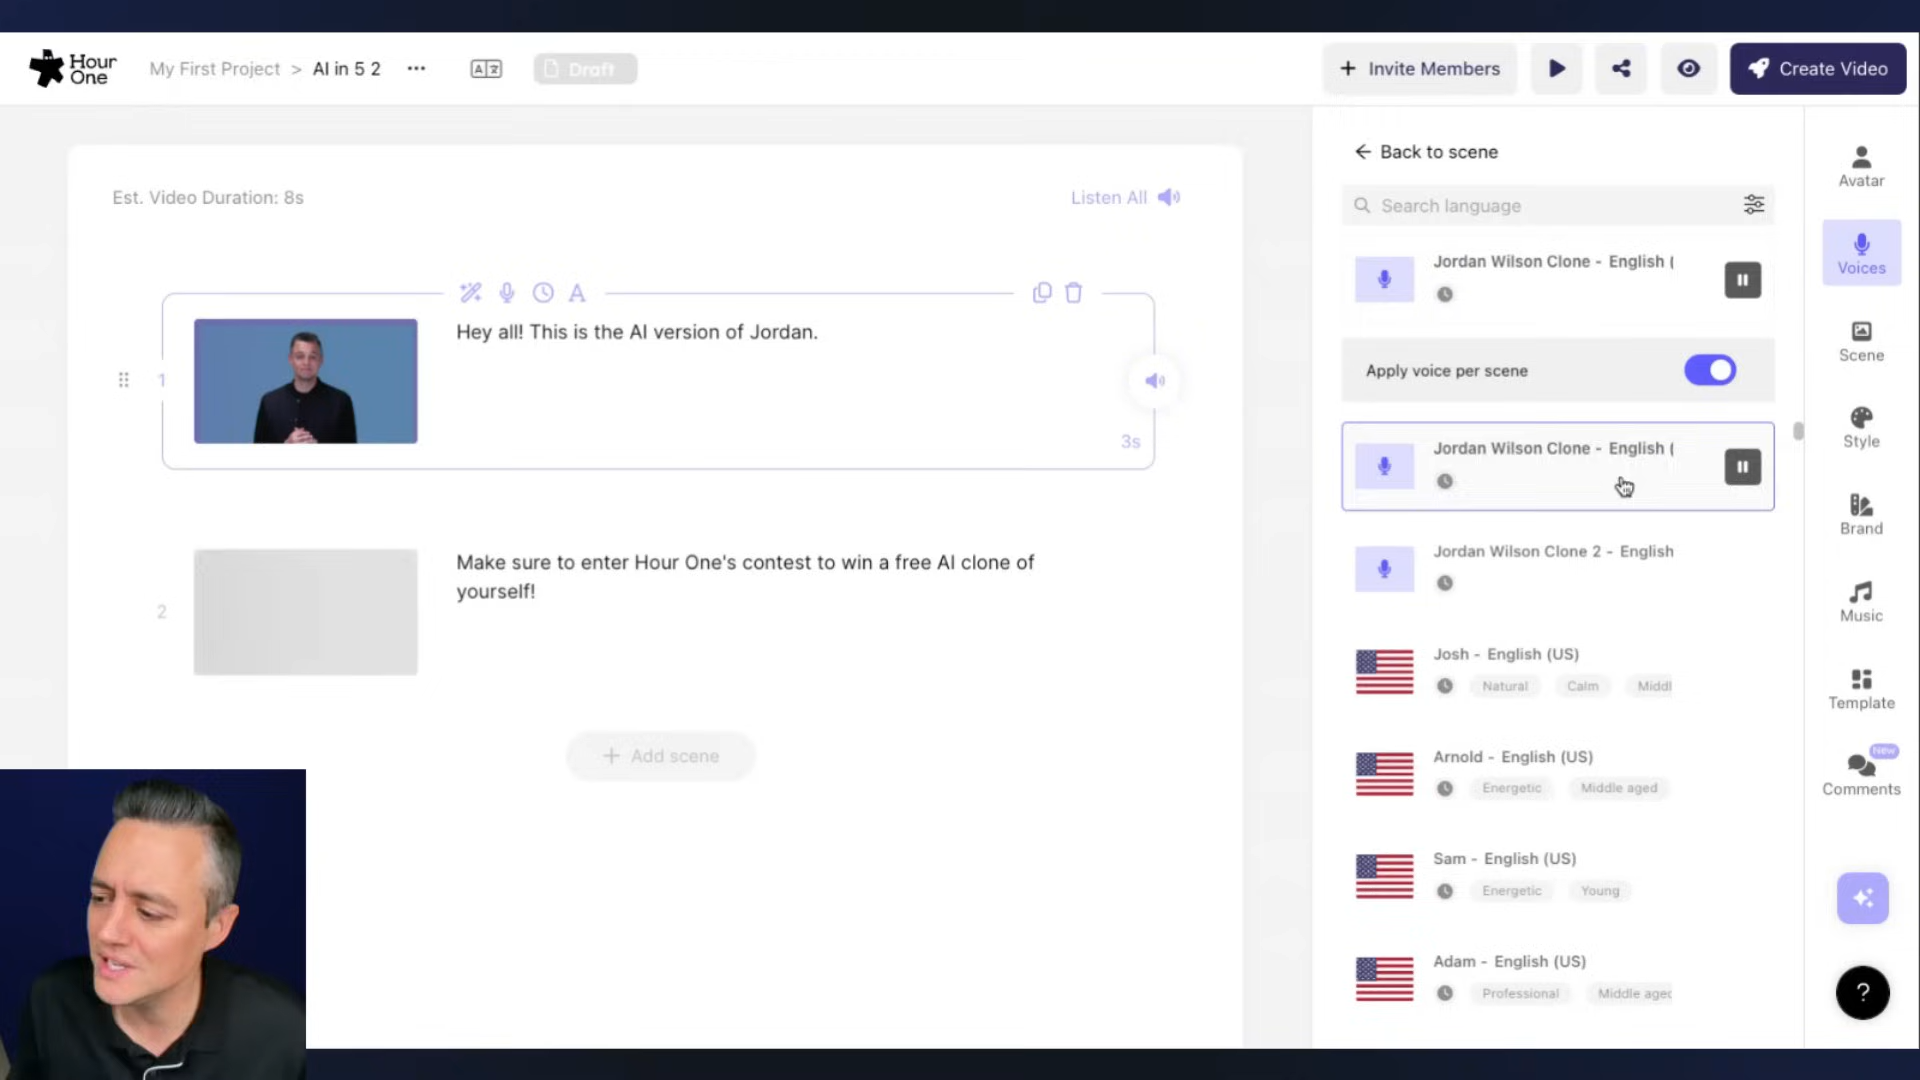 Hour
One
My First Project > AI in 5 2 ...
Draft
+ Invite Members
Create Video
Est. Video Duration: 8s
Listen All
1
Hey all! This is the AI version of Jordan.
3s
2
Make sure to enter Hour One's contest to win a free AI clone of
yourself!
+ Add scene
← Back to scene
Search language
Jordan Wilson Clone - English (
Apply voice per scene
Jordan Wilson Clone - English (
Jordan Wilson Clone 2 - English
Josh - English (US)
Natural Calm Middl
Arnold - English (US)
Energetic Middle aged
Sam - English (US)
Energetic Young
Adam - English (US)
Professional Middle aged
Avatar
Voices
Scene
Style
Brand
Music
Template
New
Comments
?